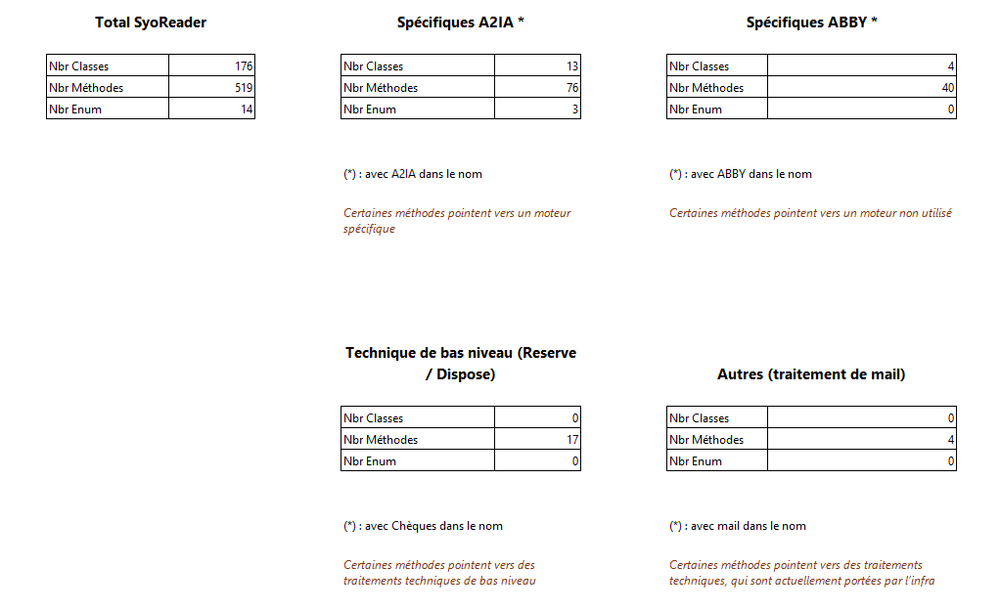 Total SyoReader
Nbr Classes 176
Nbr Méthodes 519
Nbr Enum 14
Spécifiques A2IA *
Nbr Classes 13
Nbr Méthodes 76
Nbr Enum 3
(*) : avec A2IA dans le nom
Certaines méthodes pointent vers un moteur
spécifique
Spécifiques ABBY *
Nbr Classes 4
Nbr Méthodes 40
Nbr Enum 0
(*) : avec ABBY dans le nom
Certaines méthodes pointent vers un moteur non utilisé
Technique de bas niveau (Reserve
/ Dispose)
Nbr Classes 0
Nbr Méthodes 17
Nbr Enum 0
(*) : avec Chèques dans le nom
Certaines méthodes pointent vers des
traitements techniques de bas niveau
Autres (traitement de mail)
Nbr Classes 0
Nbr Méthodes 4
Nbr Enum 0
(*) : avec mail dans le nom
Certaines méthodes pointent vers des traitements
techniques, qui sont actuellement portées par l'infra